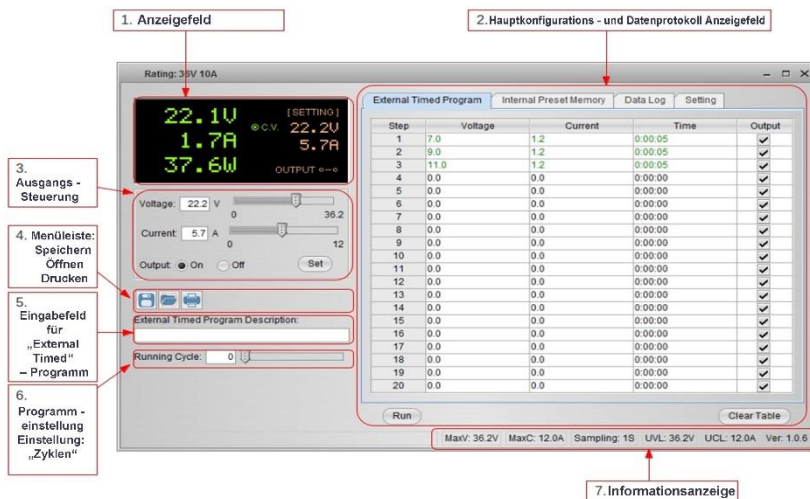 1. Anzeigefeld
2. Hauptkonfigurations - und Datenprotokoll Anzeigefeld
Rating: 36V 10A
22.1V
1.7A
37.6W
C.V.
[SETTING]
22.2V
5.7A
OUTPUT
3.
Ausgangs -
Steuerung
Voltage: 22.2 V
0 36.2
Current: 5.7 A
0 12
Output: On Off Set
4. Menüleiste:
Speichern
Öffnen
Drucken
5.
Eingabefeld
für
„External
Timed“
– Programm
External Timed Program Description:
6.
Programm -
einstellung
Einstellung:
„Zyklen“
Running Cycle: 0
External Timed Program Internal Preset Memory Data Log Setting
Step Voltage Current Time Output
1 7.0 1.2 0:00:05
2 9.0 1.2 0:00:05
3 11.0 1.2 0:00:05
4 0.0 0.0 0:00:00
5 0.0 0.0 0:00:00
6 0.0 0.0 0:00:00
7 0.0 0.0 0:00:00
8 0.0 0.0 0:00:00
9 0.0 0.0 0:00:00
10 0.0 0.0 0:00:00
11 0.0 0.0 0:00:00
12 0.0 0.0 0:00:00
13 0.0 0.0 0:00:00
14 0.0 0.0 0:00:00
15 0.0 0.0 0:00:00
16 0.0 0.0 0:00:00
17 0.0 0.0 0:00:00
18 0.0 0.0 0:00:00
19 0.0 0.0 0:00:00
20 0.0 0.0 0:00:00
Run Clear Table
MaxV: 36.2V MaxC: 12.0A Sampling: 1S UVL: 36.2V UCL: 12.0A Ver: 1.0.6
7. Informationsanzeige